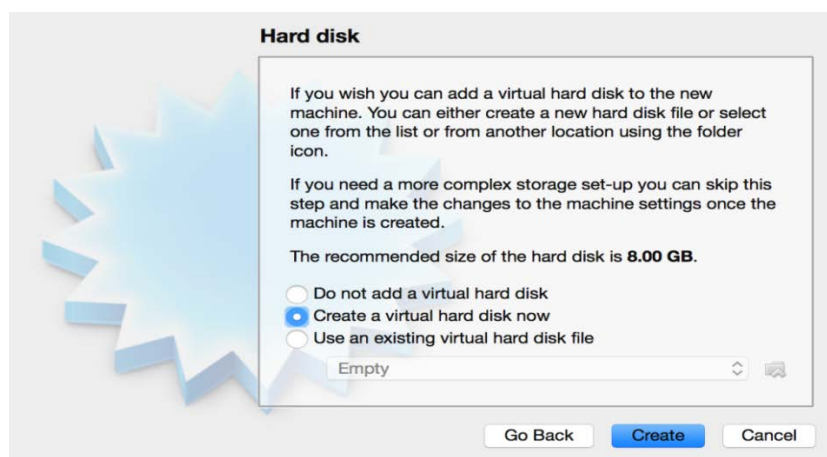 Hard disk
If you wish you can add a virtual hard disk to the new
machine. You can either create a new hard disk file or select
one from the list or from another location using the folder
icon.
If you need a more complex storage set-up you can skip this
step and make the changes to the machine settings once the
machine is created.
The recommended size of the hard disk is 8.00 GB.
Do not add a virtual hard disk
Create a virtual hard disk now
Use an existing virtual hard disk file
Empty
Go Back Create Cancel